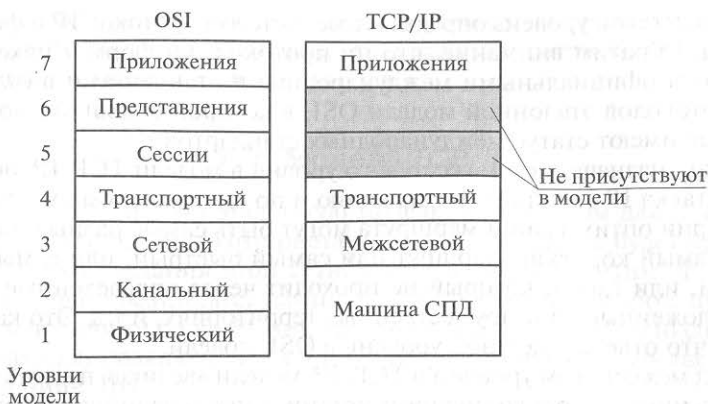 OSI TCP/IP
7 Приложения Приложения
6 Представления
5 Сессии
Не присутствуют
в модели
4 Транспортный Транспортный
3 Сетевой Межсетевой
2 Канальный
Машина СПД
1 Физический
Уровни
модели